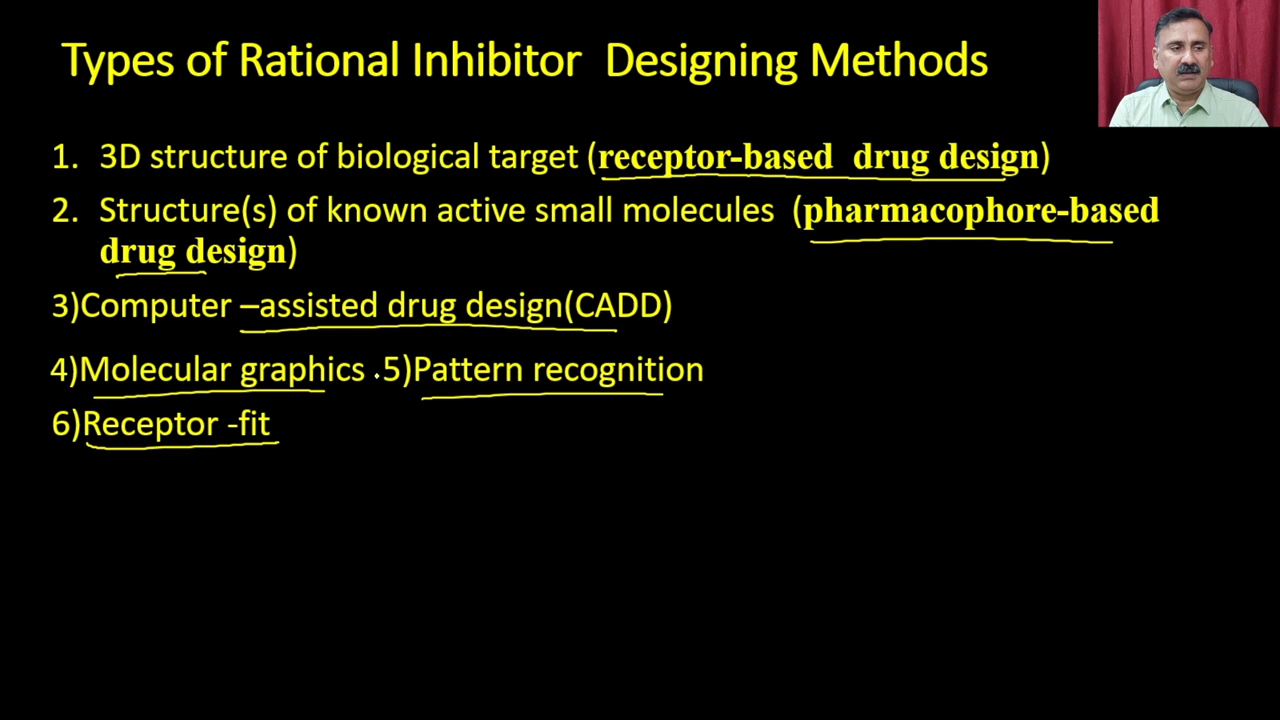 Types of Rational Inhibitor Designing Methods
1. 3D structure of biological target (receptor-based drug design)
2. Structure(s) of known active small molecules (pharmacophore-based
drug design)
3)Computer –assisted drug design(CADD)
4)Molecular graphics .5)Pattern recognition
6)Receptor -fit